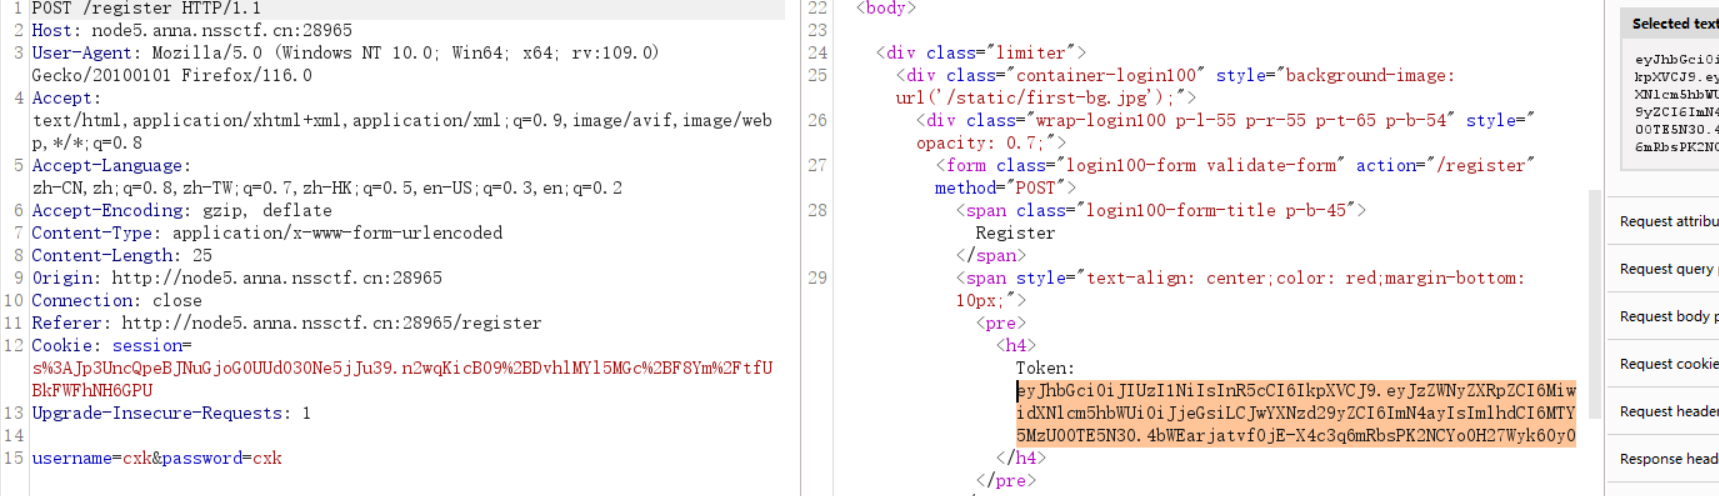 1 POST /register HTTP/1.1
2 Host: node5.anna.nssctf.cn:28965
3 User-Agent: Mozilla/5.0 (Windows NT 10.0; Win64; x64; rv:109.0)
Gecko/20100101 Firefox/116.0
4 Accept:
text/html,application/xhtml+xml,application/xml;q=0.9,image/avif,image/web
p,*/*;q=0.8
5 Accept-Language:
zh-CN,zh;q=0.8,zh-TW;q=0.7,zh-HK;q=0.5,en-US;q=0.3,en;q=0.2
6 Accept-Encoding: gzip, deflate
7 Content-Type: application/x-www-form-urlencoded
8 Content-Length: 25
9 Origin: http://node5.anna.nssctf.cn:28965
10 Connection: close
11 Referer: http://node5.anna.nssctf.cn:28965/register
12 Cookie: session=
s%3AJp3UncQpeBJNuGjoG0UUd030Ne5jJu39.n2wqKicB09%2BDvhlMYl5MGc%2BF8Ym%2FtfU
BkFWFhNH6GPU
13 Upgrade-Insecure-Requests: 1
14
15 username=cxk&password=cxk
22 <body>
23
24 <div class="limiter">
25 <div class="container-login100" style="background-image:
url('/static/first-bg.jpg');">
26 <div class="wrap-login100 p-l-55 p-r-55 p-t-65 p-b-54" style="
opacity: 0.7;">
27 <form class="login100-form validate-form" action="/register"
method="POST">
28 <span class="login100-form-title p-b-45">
Register
</span>
29 <span style="text-align: center;color: red;margin-bottom:
10px;">
<pre>
<h4>
Token:
eyJhbGciOiJIUzI1NiIsInR5cCI6IkpXVCJ9.eyJzZWNyZXRpZCI6Miw
idXNlcm5hbWUiOiJjeGsiLCJwYXNzd29yZCI6ImN4ayIsImlhdCI6MTY
5MzU0OTE5N30.4bWEarjatvf0jE-X4c3q6mRbsPK2NCYo0H27Wyk60y0
</h4>
</pre>
Selected text
eyJhbGciOi
kpXVCJ9.ey
XNlcm5hbWU
9yZCI6ImN4
0OTE5N30.4
6mRbsPK2NC
Request attribu
Request query
Request body p
Request cookie
Request header
Response head